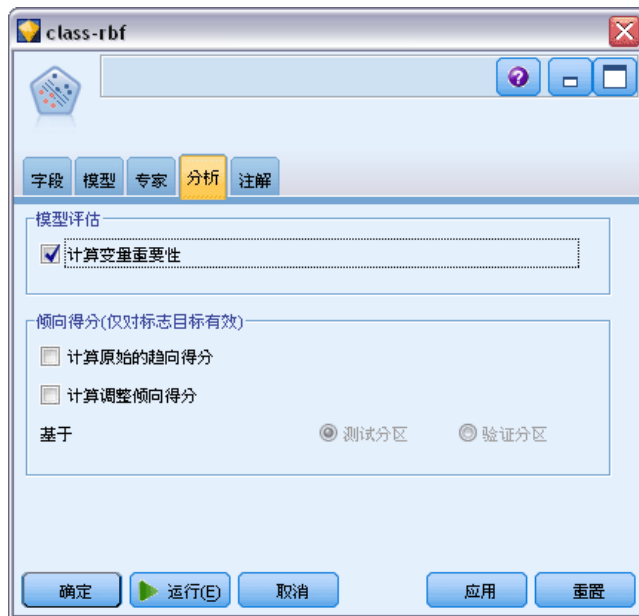 class-rbf
字段 模型 专家 分析 注解
模型评估
计算变量重要性
倾向得分(仅对标志目标有效)
计算原始的趋向得分
计算调整倾向得分
基于 测试分区 验证分区
确定 运行(E) 取消 应用 重置